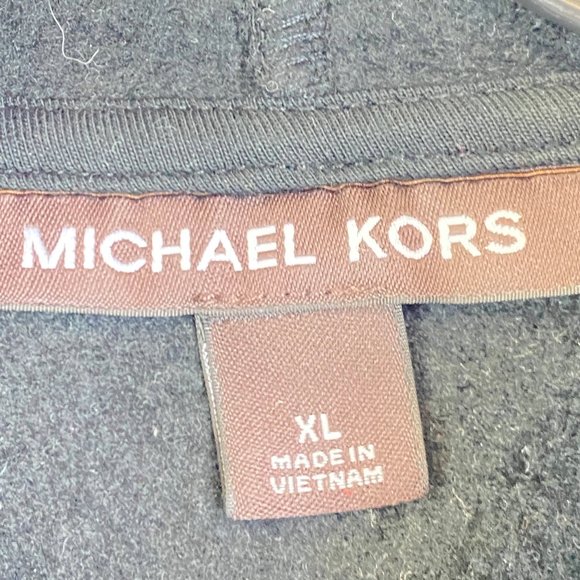 MICHAEL KORS
XL
MADE IN
VIETNAM